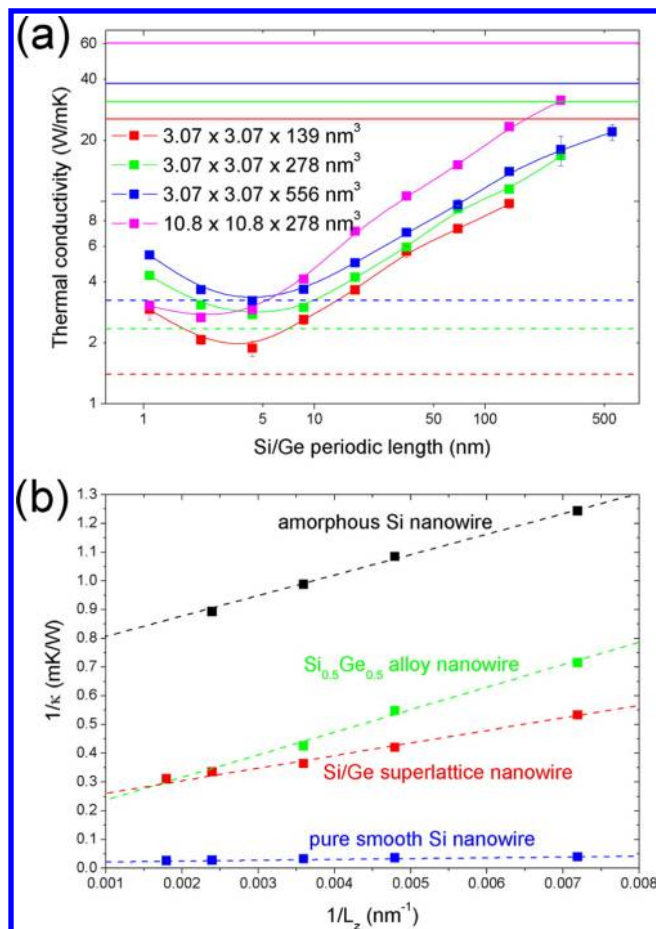 (a)
60
40
20
8
6
4
2
1
Thermal conductivity (W/mK)
3.07 x 3.07 x 139 nm³
3.07 x 3.07 x 278 nm³
3.07 x 3.07 x 556 nm³
10.8 x 10.8 x 278 nm³
1 5 10 50 100 500
Si/Ge periodic length (nm)
(b)
1.3
1.2
1.1
1.0
0.9
0.8
0.7
0.6
0.5
0.4
0.3
0.2
0.1
0.0
1/κ (mK/W)
amorphous Si nanowire
Si₀.₅Ge₀.₅ alloy nanowire
Si/Ge superlattice nanowire
pure smooth Si nanowire
0.001 0.002 0.003 0.004 0.005 0.006 0.007 0.008
1/L_z (nm⁻¹)